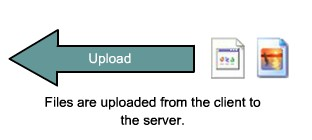 Upload
Files are uploaded from the client to
the server.